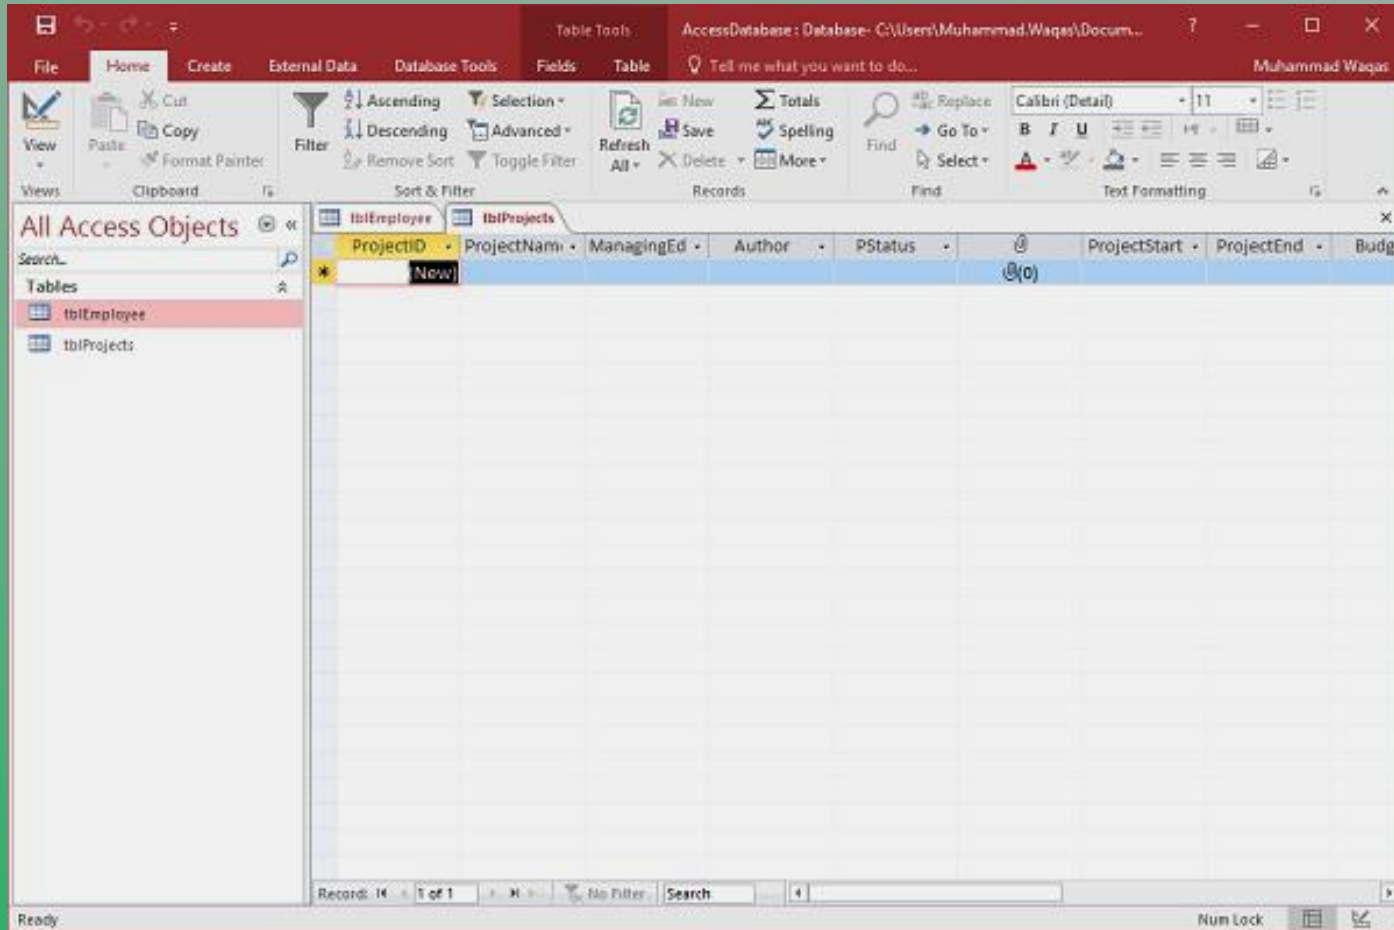 Table Tools
AccessDatabase : Database- C:\Users\Muhammad.Waqas\Docum...
?
File Home Create External Data Database Tools Fields Table Tell me what you want to do... Muhammad Waqas
View
Paste
Cut
Copy
Format Painter
Filter
Ascending
Descending
Remove Sort
Selection
Advanced
Toggle Filter
Refresh
All
New
Save
Delete
Totals
Spelling
More
Find
Replace
Go To
Select
Calibri (Detail) 11
B I U
A
Views Clipboard Sort & Filter Records Find Text Formatting
All Access Objects
Search...
Tables
tblEmployee
tblProjects
tblEmployee tblProjects
ProjectID ProjectNam ManagingEd Author PStatus ProjectStart ProjectEnd Budg
(New) (0)
Record: 1 of 1 No Filter Search
Ready Num Lock